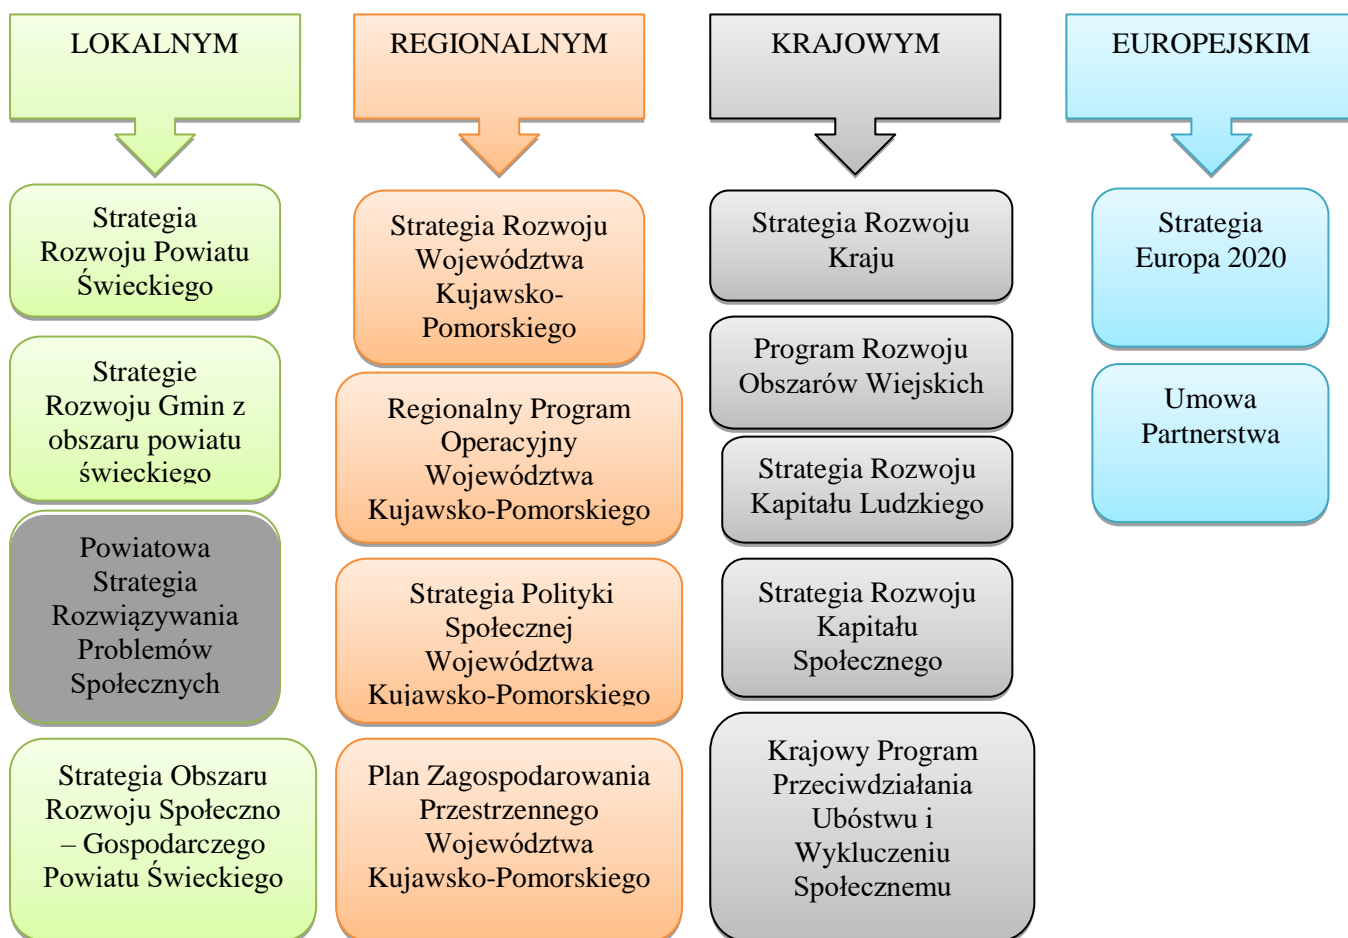 LOKALNYM
Strategia
Rozwoju Powiatu
Świeckiego
Strategie
Rozwoju Gmin z
obszaru powiatu
świeckiego
Powiatowa
Strategia
Rozwiązywania
Problemów
Społecznych
Strategia Obszaru
Rozwoju Społeczno
– Gospodarczego
Powiatu Świeckiego
REGIONALNYM
Strategia Rozwoju
Województwa
Kujawsko-
Pomorskiego
Regionalny Program
Operacyjny
Województwa
Kujawsko-Pomorskiego
Strategia Polityki
Społecznej
Województwa
Kujawsko-Pomorskiego
Plan Zagospodarowania
Przestrzennego
Województwa
Kujawsko-Pomorskiego
KRAJOWYM
Strategia Rozwoju
Kraju
Program Rozwoju
Obszarów Wiejskich
Strategia Rozwoju
Kapitału Ludzkiego
Strategia Rozwoju
Kapitału
Społecznego
Krajowy Program
Przeciwdziałania
Ubóstwu i
Wykluczeniu
Społecznemu
EUROPEJSKIM
Strategia
Europa 2020
Umowa
Partnerstwa